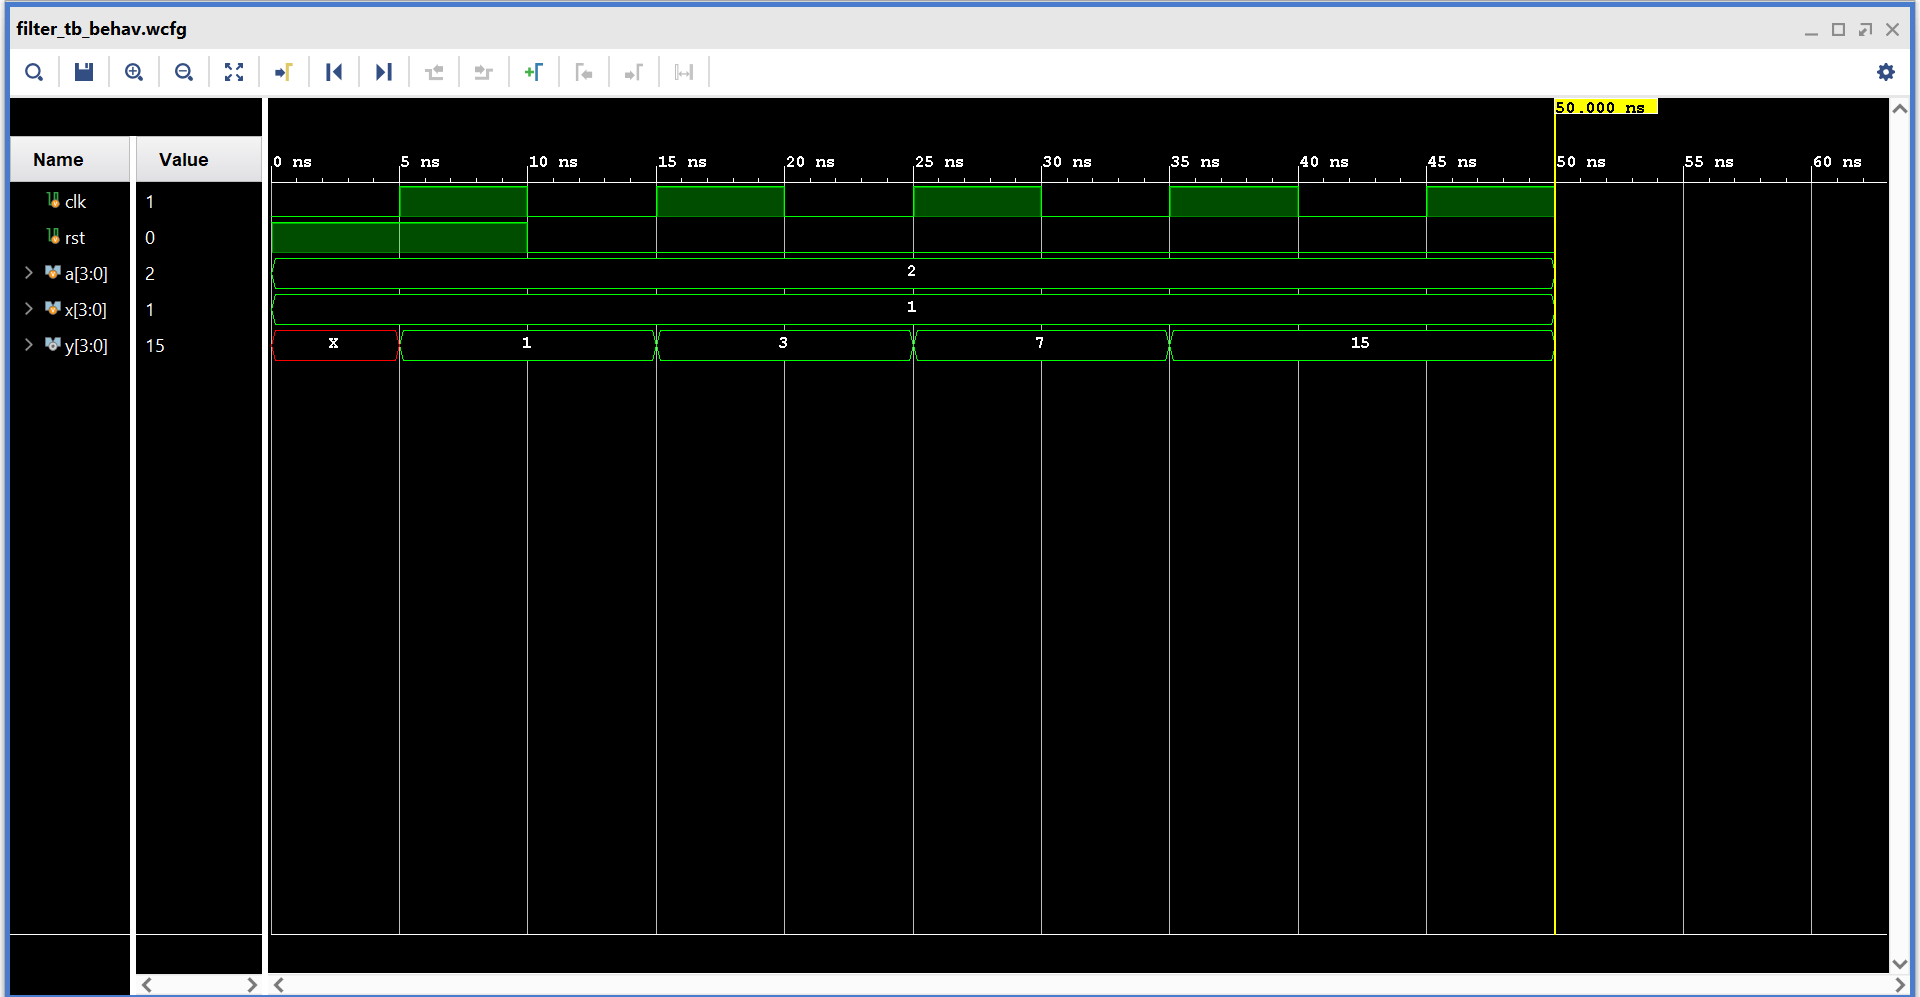 filter_tb_behav.wcfg
50.000 ns
Name Value 0 ns 5 ns 10 ns 15 ns 20 ns 25 ns 30 ns 35 ns 40 ns 45 ns 50 ns 55 ns 60 ns
clk 1
rst 0
a[3:0] 2 2
x[3:0] 1 1
y[3:0] 15 X 1 3 7 15